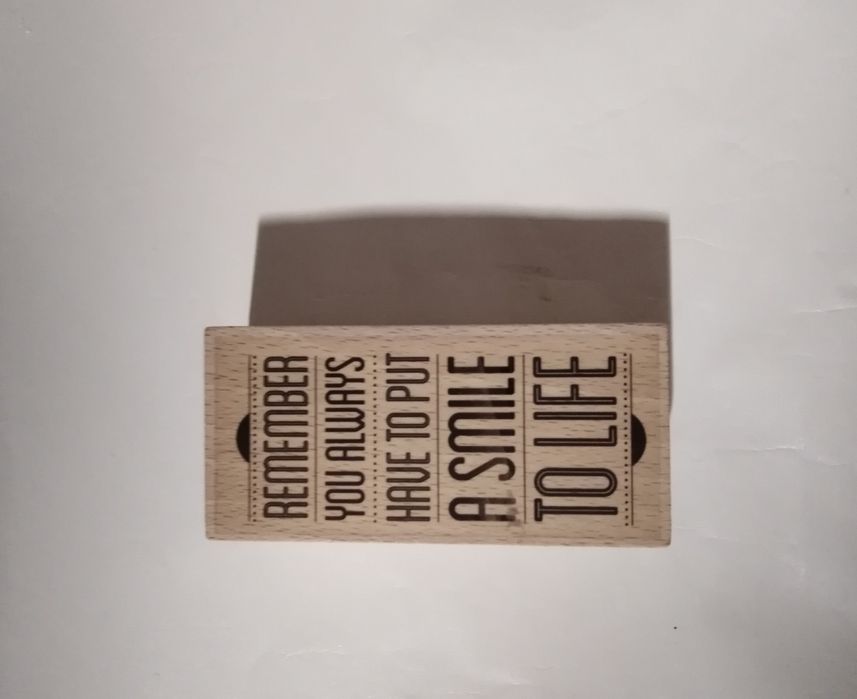 REMEMBER
YOU ALWAYS
HAVE TO PUT
A SMILE
TO LIFE